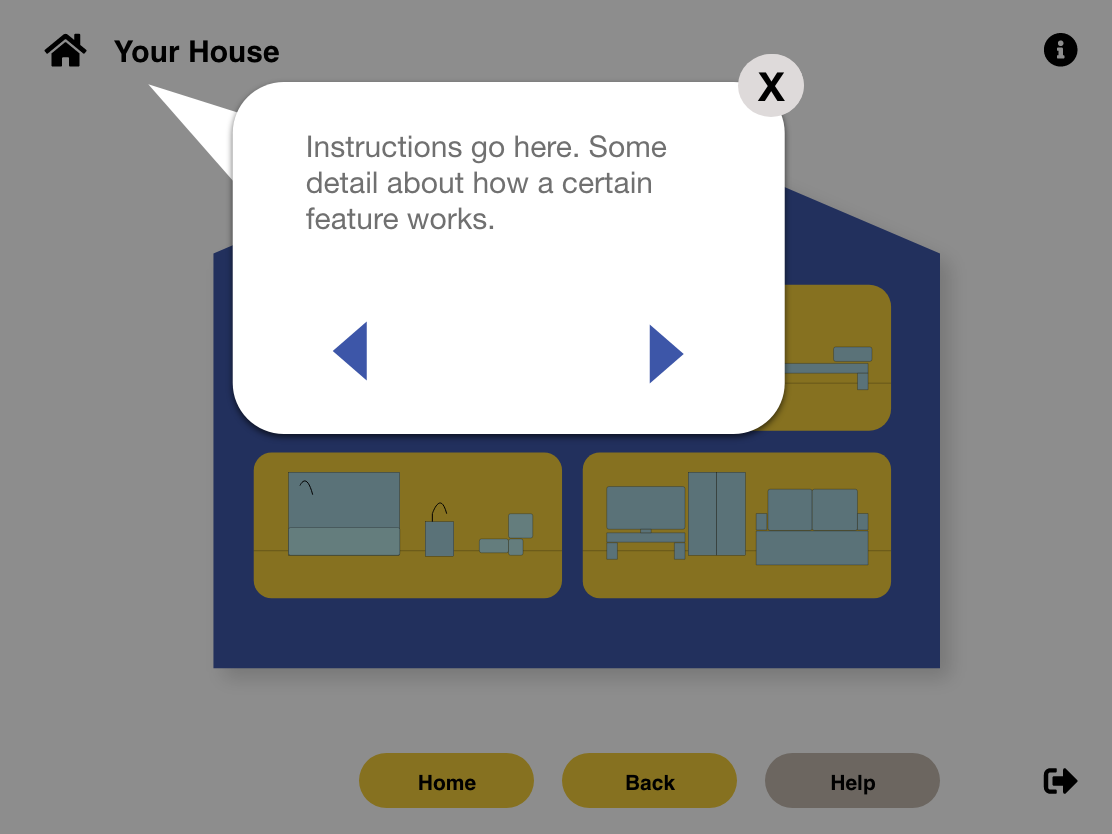 Your House
X
Instructions go here. Some
detail about how a certain
feature works.
Home
Back
Help